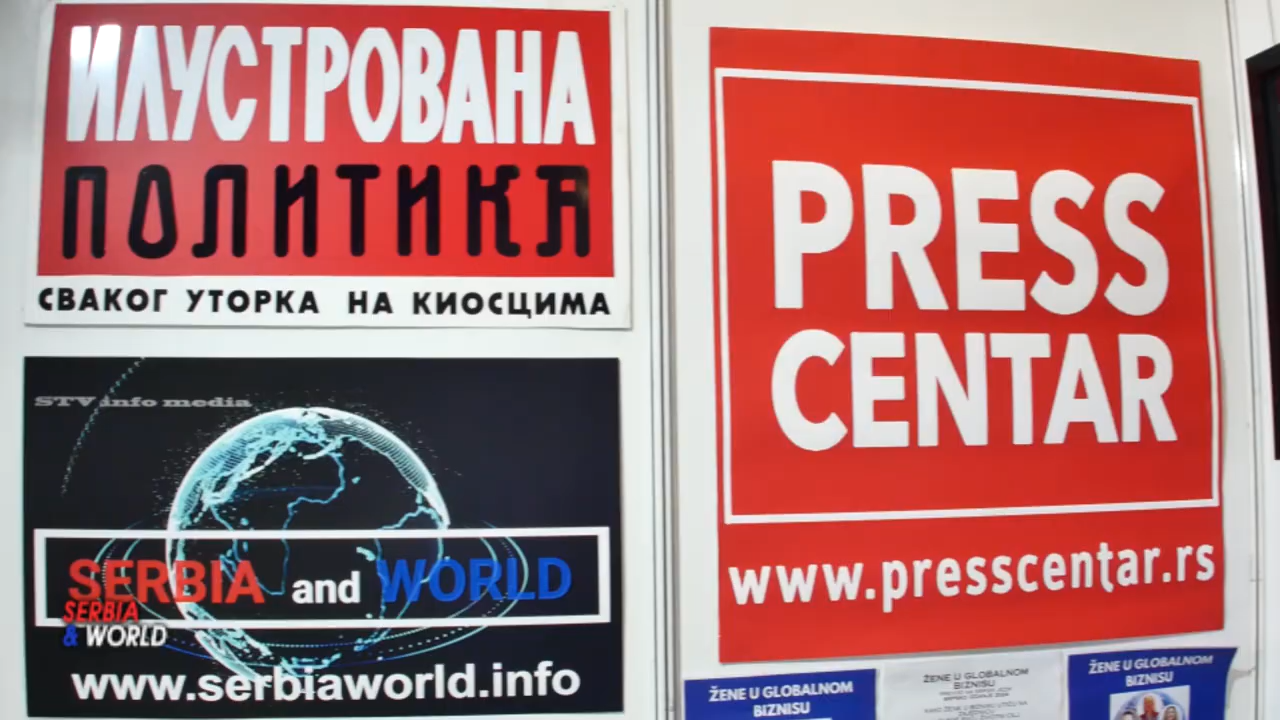 ИЛУСТРОВАНА
ПОЛИТИКА
СВАКОГ УТОРКА НА КИОСЦИМА
STV info media
SERBIA and WORLD
SERBIA
& WORLD
www.serbiaworld.info
PRESS
CENTAR
www.presscentar.rs
ŽENE U GLOBALNOM
BIZNISU
ŽENE U GLOBALNOM
BIZNISU
ŽENE U GLOBALNOM
BIZNISU